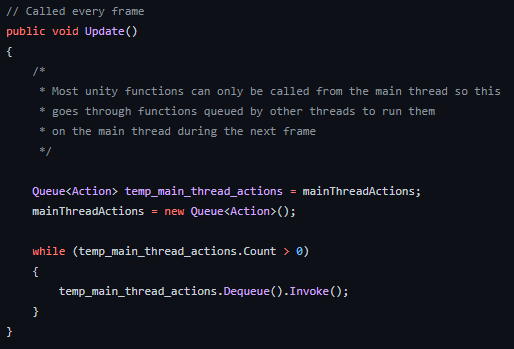 // Called every frame
public void Update()
{
    /*
     * Most unity functions can only be called from the main thread so this
     * goes through functions queued by other threads to run them
     * on the main thread during the next frame
     */

    Queue<Action> temp_main_thread_actions = mainThreadActions;
    mainThreadActions = new Queue<Action>();

    while (temp_main_thread_actions.Count > 0)
    {
        temp_main_thread_actions.Dequeue().Invoke();
    }
}